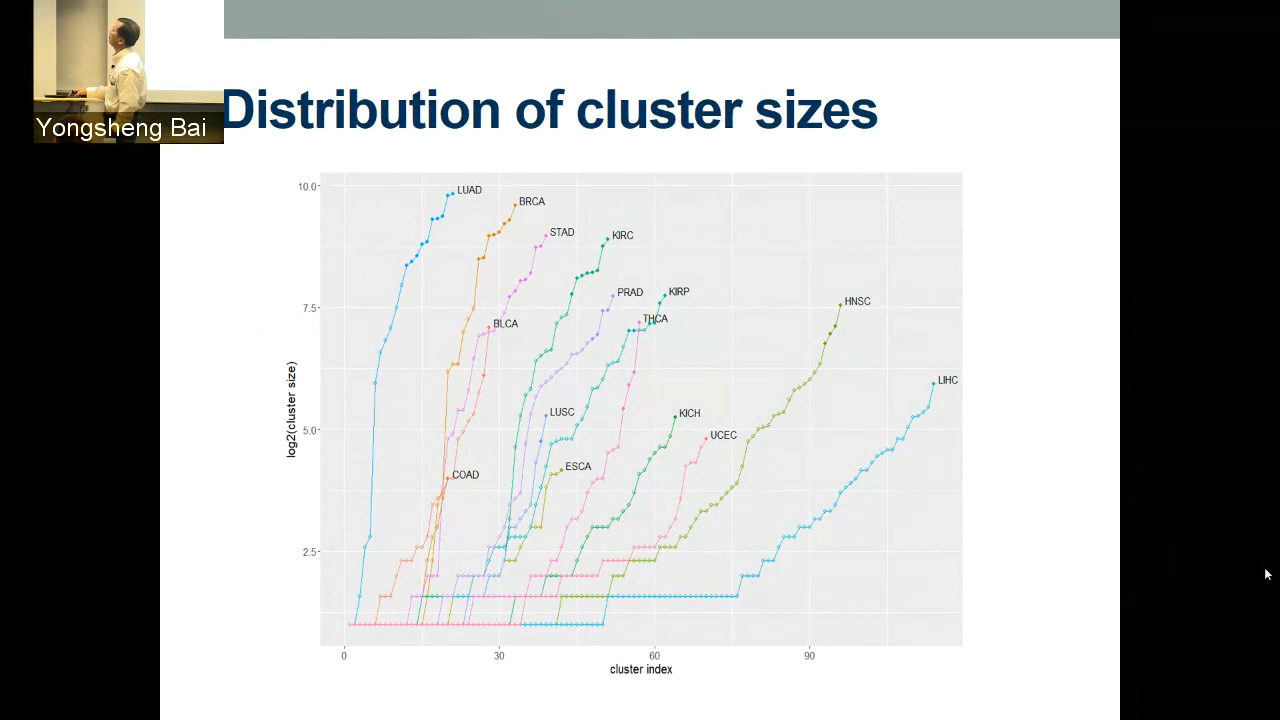 Yongsheng Bai
Distribution of cluster sizes
10.0
7.5
5.0
2.5
log2(cluster size)
LUAD
BRCA
STAD
KIRC
PRAD
KIRP
THCA
BLCA
HNSC
LIHC
LUSC
KICH
UCEC
ESCA
COAD
0
30
60
90
cluster index